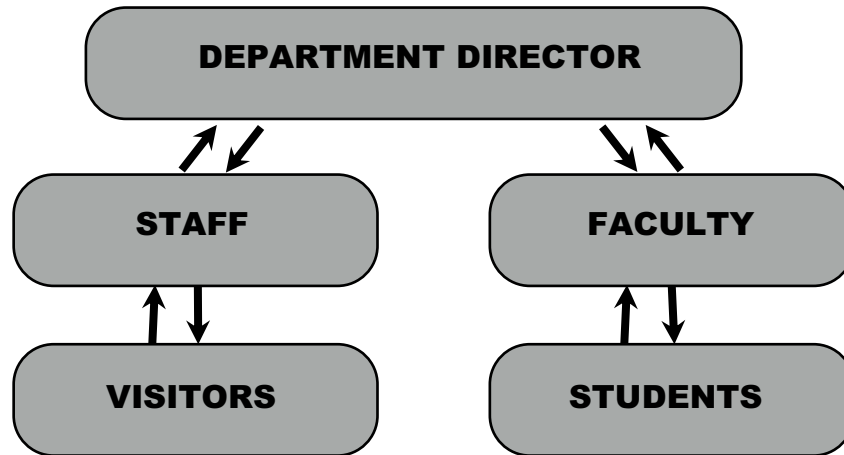 DEPARTMENT DIRECTOR
STAFF
FACULTY
VISITORS
STUDENTS